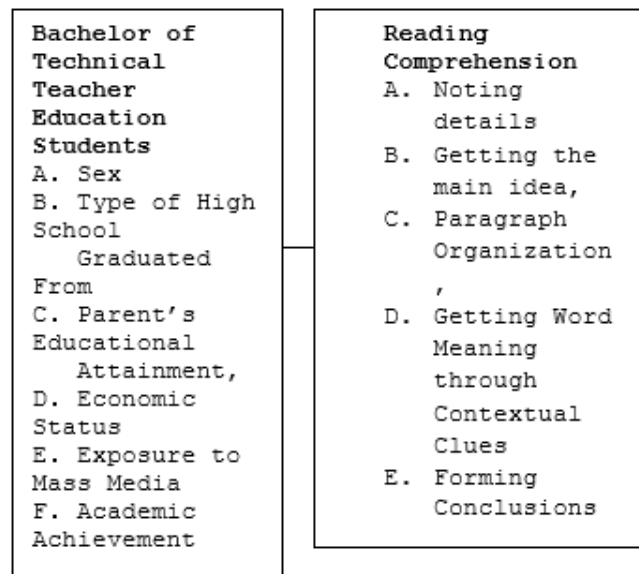 Bachelor of
Technical
Teacher
Education
Students
A. Sex
B. Type of High
School
Graduated
From
C. Parent's
Educational
Attainment,
D. Economic
Status
E. Exposure to
Mass Media
F. Academic
Achievement
Reading
Comprehension
A. Noting
details
B. Getting the
main idea,
C. Paragraph
Organization
,
D. Getting Word
Meaning
through
Contextual
Clues
E. Forming
Conclusions